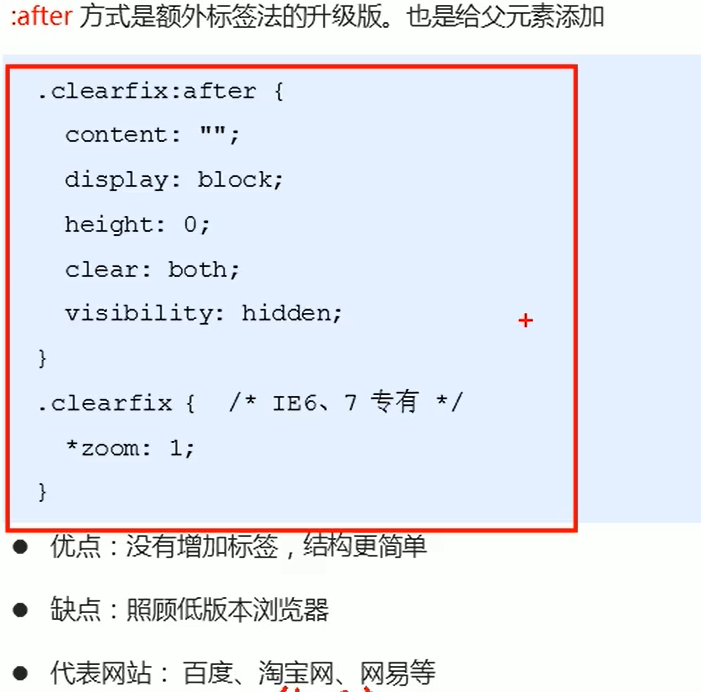 :after 方式是额外标签法的升级版。也是给父元素添加
.clearfix:after {
content: "";
display: block;
height: 0;
clear: both;
visibility: hidden;
}
.clearfix { /* IE6、7 专有 */
*zoom: 1;
}
● 优点：没有增加标签，结构更简单
● 缺点：照顾低版本浏览器
● 代表网站： 百度、淘宝网、网易等